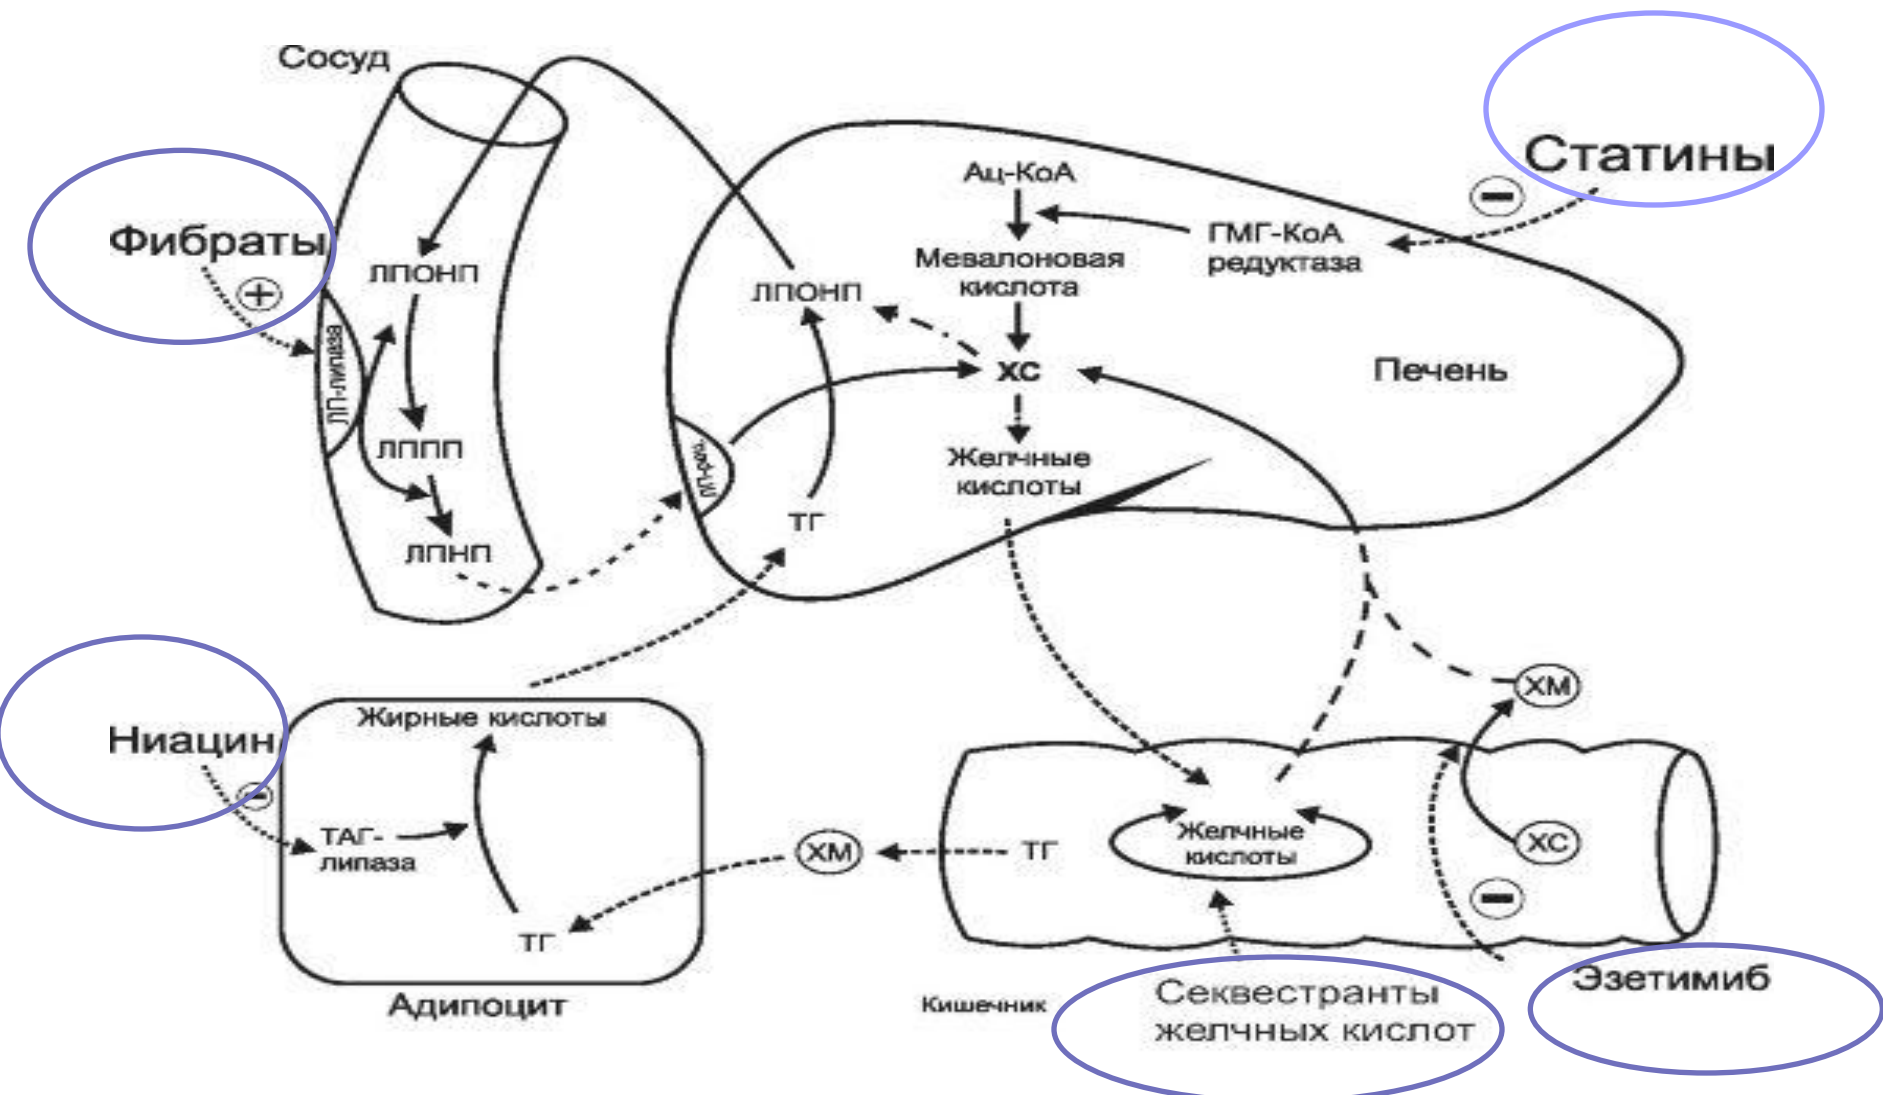 Сосуд
Статины
Ац-КоА
ГМГ-КоА
редуктаза
Фибраты
ЛПОНП
Мевалоновая
кислота
ЛПОНП
ЛП-липаза
ХС
Печень
ЛППП
Желчные
кислоты
ТГ
ЛПНП
Жирные кислоты
ХМ
Ниацин
ТАГ-
липаза
ХМ
ТГ
Желчные
кислоты
ХС
ТГ
Адипоцит
Кишечник
Секвестранты
желчных кислот
Эзетимиб